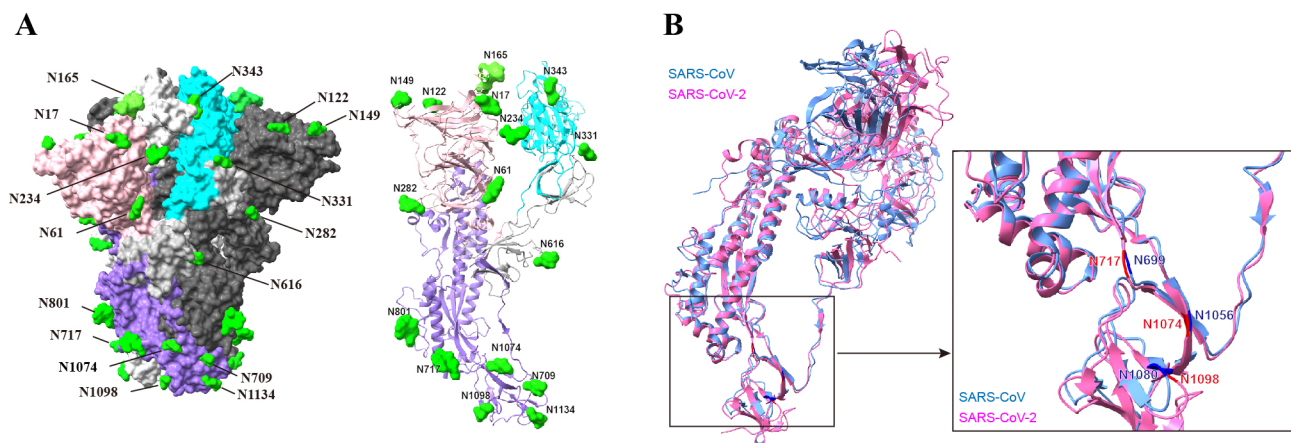 A
N165
N17
N234
N61
N801
N717
N1074
N1098
N343
N122
N149
N331
N282
N616
N709
N1134
N165
N149
N122
N17
N343
N234
N331
N282
N61
N616
N801
N717
N1074
N709
N1098
N1134
B
SARS-CoV
SARS-CoV-2
N717
N699
N1056
N1074
N1080
N1098
SARS-CoV
SARS-CoV-2